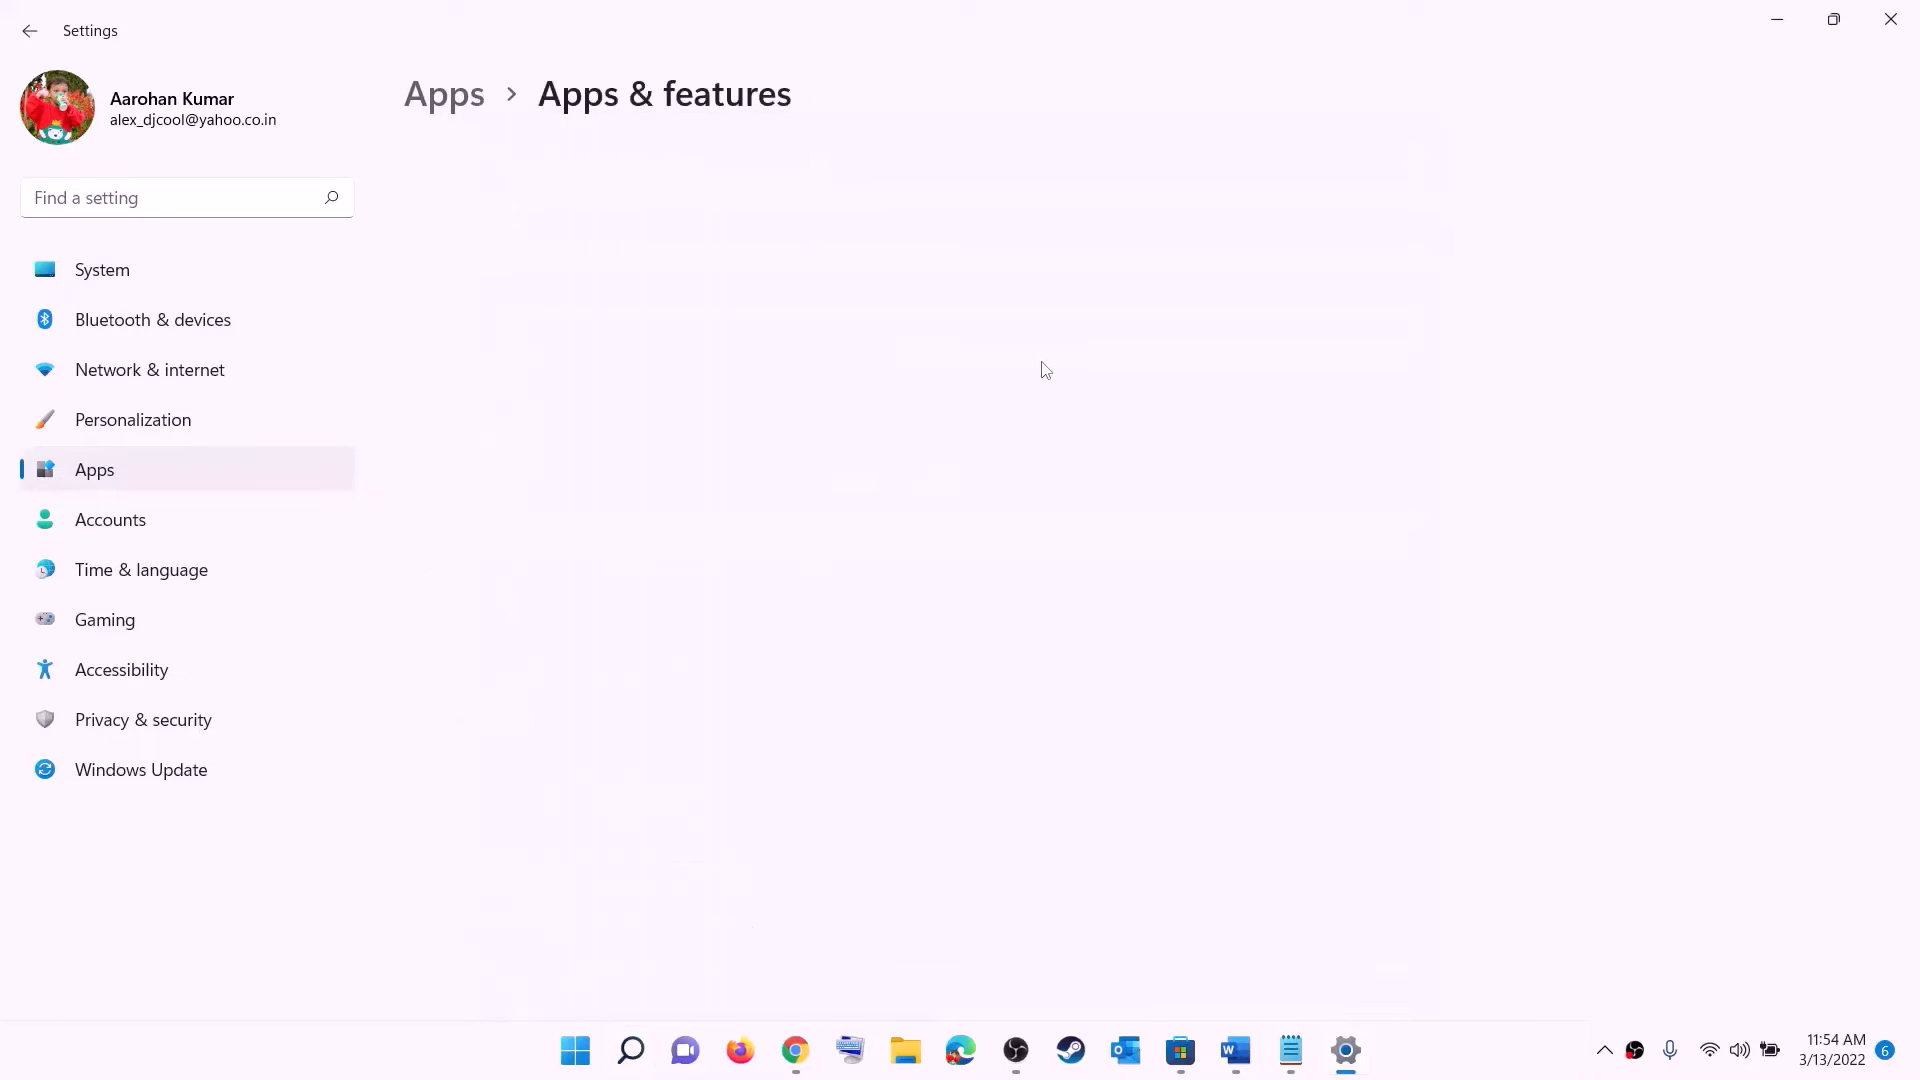 Settings
Aarohan Kumar
alex_djcool@yahoo.co.in
Find a setting
System
Bluetooth & devices
Network & internet
Personalization
Apps
Accounts
Time & language
Gaming
Accessibility
Privacy & security
Windows Update
Apps > Apps & features
11:54 AM
3/13/2022
6